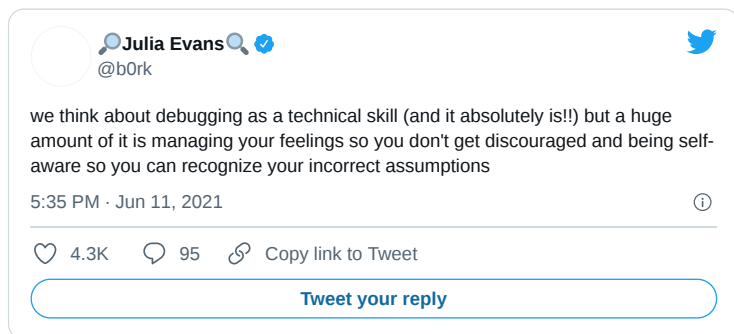 🔎Julia Evans🔍
@b0rk
we think about debugging as a technical skill (and it absolutely is!!) but a huge
amount of it is managing your feelings so you don't get discouraged and being self-
aware so you can recognize your incorrect assumptions
5:35 PM · Jun 11, 2021
4.3K 95 Copy link to Tweet
Tweet your reply